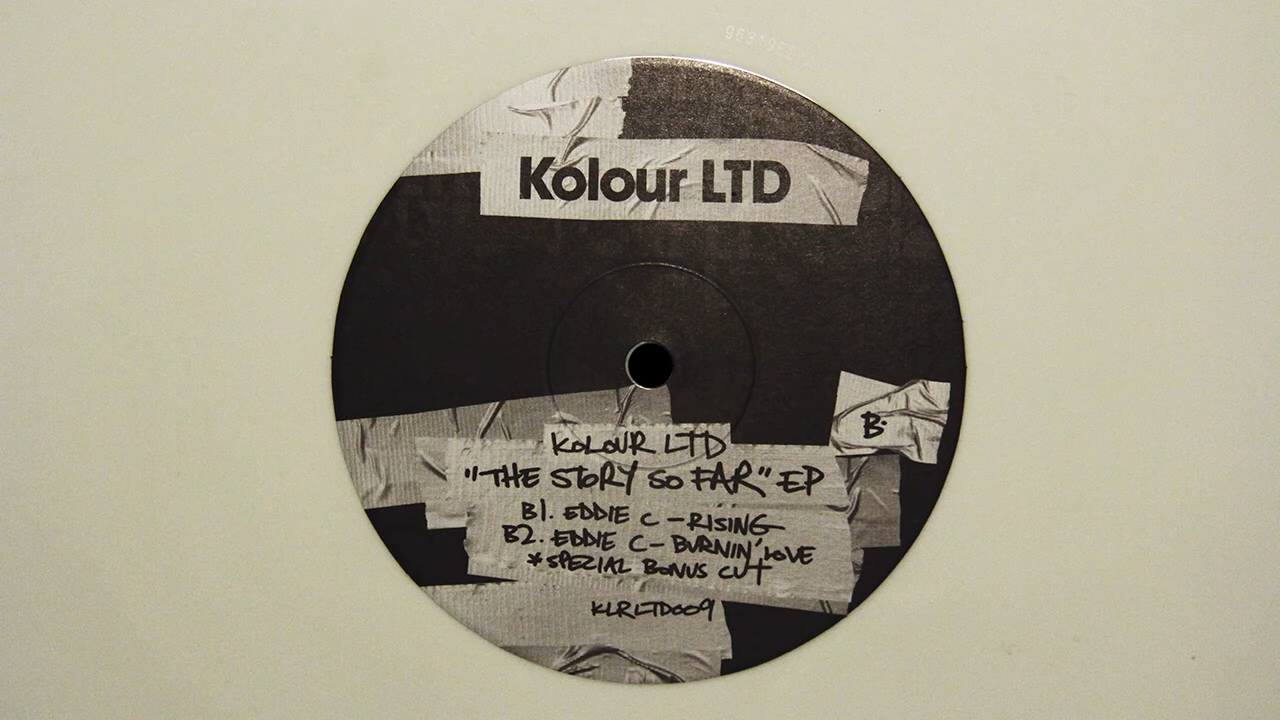 Kolour LTD
B.
KOLOUR LTD
"THE STORY SO FAR" EP
B1. EDDIE C - RISING
B2. EDDIE C - BURNIN' LOVE
*SPEZIAL BONUS CUT
KLRLTD009